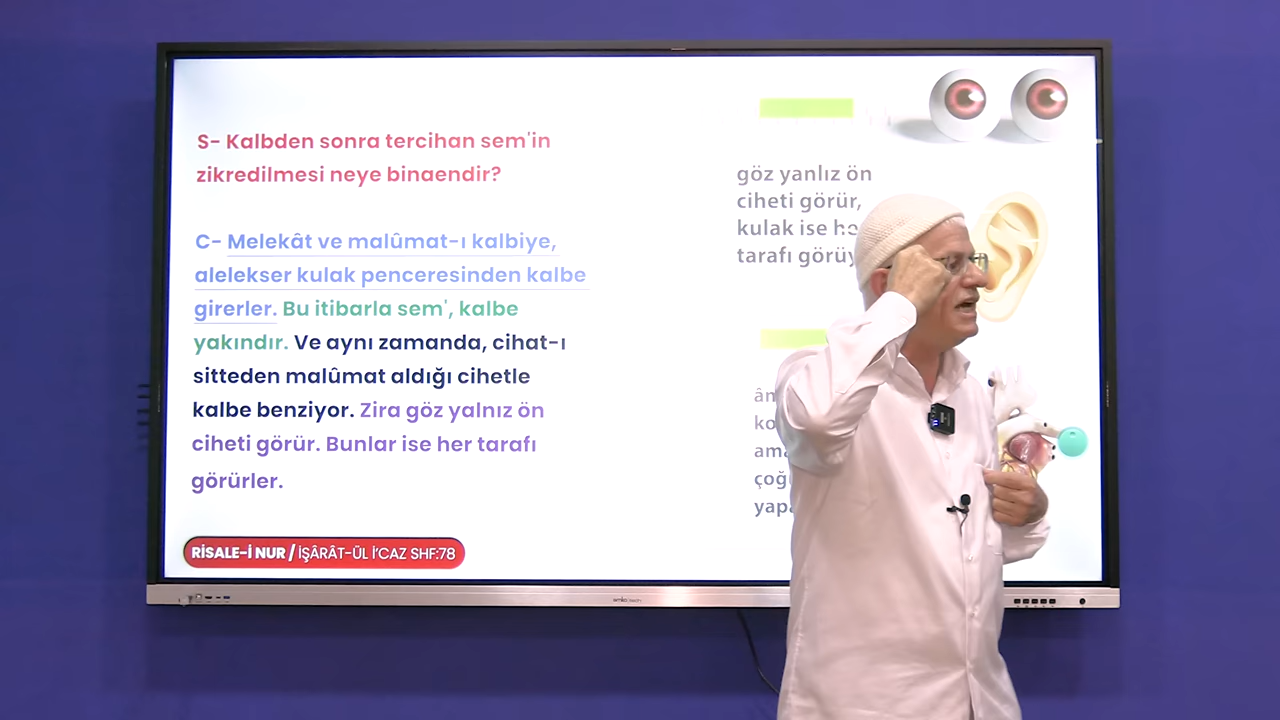 S- Kalbden sonra tercihan sem'in
zikredilmesi neye binaendir?
C- Melekât ve malûmat-ı kalbiye,
alelekser kulak penceresinden kalbe
girerler. Bu itibarla sem', kalbe
yakındır. Ve aynı zamanda, cihat-ı
sitteden malûmat aldığı cihetle
kalbe benziyor. Zira göz yalnız ön
ciheti görür. Bunlar ise her tarafı
görürler.
RİSALE-İ NUR / İŞÂRÂT-ÜL İ'CAZ SHF:78
göz yanlız ön
ciheti görür,
kulak ise
tarafı